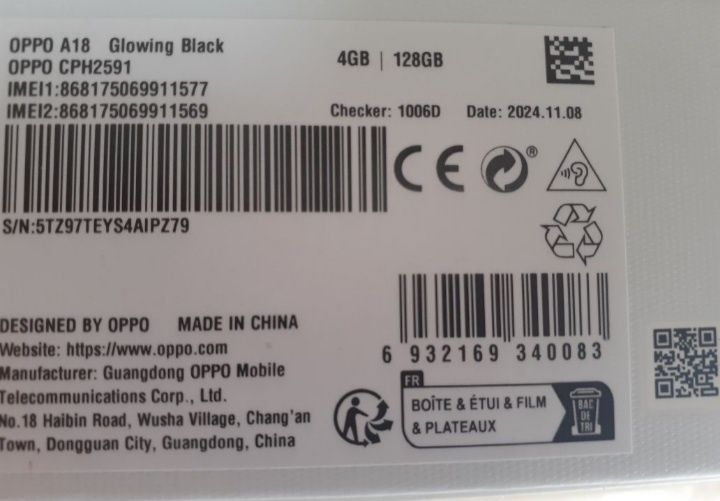 OPPO A18 Glowing Black
OPPO CPH2591
4GB | 128GB
IMEI1:868175069911577
IMEI2:868175069911569
Checker: 1006D Date: 2024.11.08
CE ®
S/N:5TZ97TEYS4AIPZ79
DESIGNED BY OPPO MADE IN CHINA
Website: https://www.oppo.com
Manufacturer: Guangdong OPPO Mobile
Telecommunications Corp., Ltd.
No.18 Haibin Road, Wusha Village, Chang'an
Town, Dongguan City, Guangdong, China
6 932169 340083
FR
BOÎTE & ÉTUI & FILM
& PLATEAUX
BAC
DE
TRI